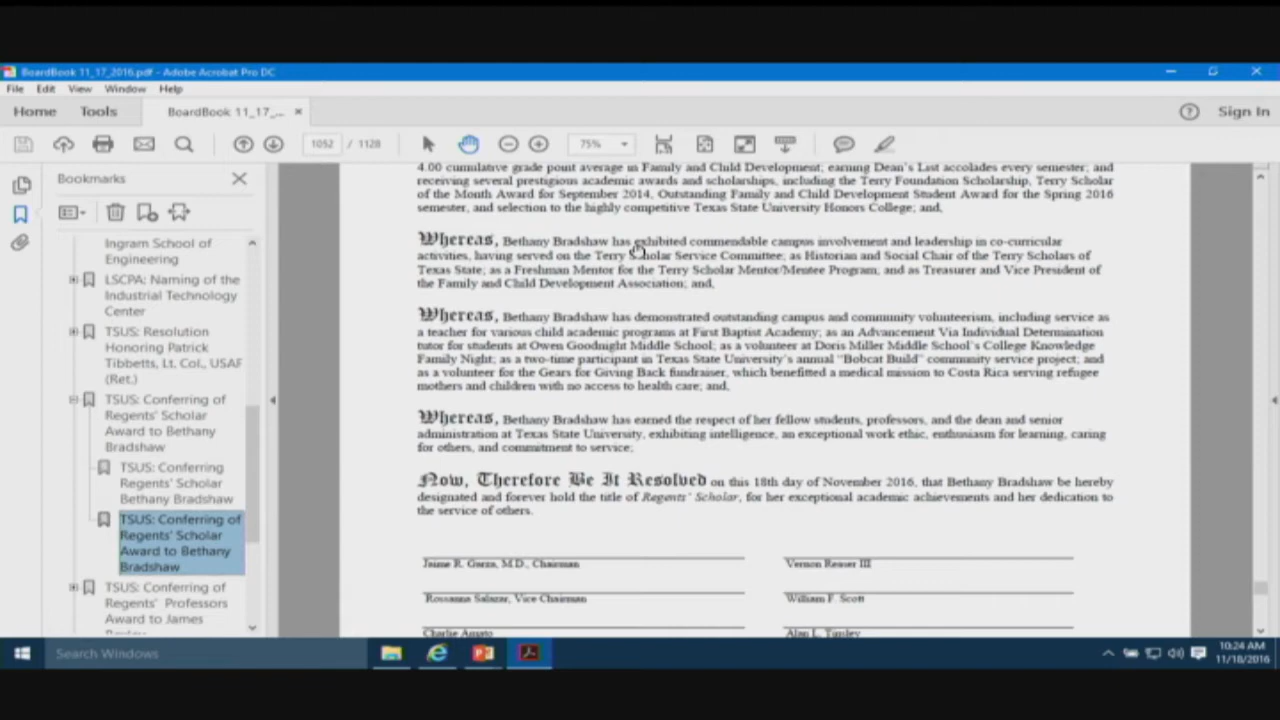 BoardBook 11_17_2016.pdf - Adobe Acrobat Pro DC
File Edit View Window Help
Home Tools BoardBook 11_17_... × Sign In
1052 / 1128 75%
Bookmarks
Ingram School of
Engineering
LSCPA: Naming of the
Industrial Technology
Center
TSUS: Resolution
Honoring Patrick
Tibbetts, Lt. Col., USAF
(Ret.)
TSUS: Conferring of
Regents' Scholar
Award to Bethany
Bradshaw
TSUS: Conferring
Regents' Scholar
Bethany Bradshaw
TSUS: Conferring of
Regents' Scholar
Award to Bethany
Bradshaw
TSUS: Conferring of
Regents' Professors
Award to James
4.00 cumulative grade point average in Family and Child Development; earning Dean's List accolades every semester; and
receiving several prestigious academic awards and scholarships, including the Terry Foundation Scholarship, Terry Scholar
of the Month Award for September 2014, Outstanding Family and Child Development Student Award for the Spring 2016
semester, and selection to the highly competitive Texas State University Honors College; and,
Whereas, Bethany Bradshaw has exhibited commendable campus involvement and leadership in co-curricular
activities, having served on the Terry Scholar Service Committee; as Historian and Social Chair of the Terry Scholars of
Texas State; as a Freshman Mentor for the Terry Scholar Mentor/Mentee Program; and as Treasurer and Vice President of
the Family and Child Development Association; and,
Whereas, Bethany Bradshaw has demonstrated outstanding campus and community volunteerism, including service as
a teacher for various child academic programs at First Baptist Academy; as an Advancement Via Individual Determination
tutor for students at Owen Goodnight Middle School; as a volunteer at Doris Miller Middle School's College Knowledge
Family Night; as a two-time participant in Texas State University's annual "Bobcat Build" community service project; and
as a volunteer for the Gears for Giving Back fundraiser, which benefitted a medical mission to Costa Rica serving refugee
mothers and children with no access to health care; and,
Whereas, Bethany Bradshaw has earned the respect of her fellow students, professors, and the dean and senior
administration at Texas State University, exhibiting intelligence, an exceptional work ethic, enthusiasm for learning, caring
for others, and commitment to service;
Now, Therefore Be It Resolved on this 18th day of November 2016, that Bethany Bradshaw be hereby
designated and forever hold the title of Regents' Scholar, for her exceptional academic achievements and her dedication to
the service of others.
Jaime R. Garza, M.D., Chairman Vernon Reaser III
Rossanna Salazar, Vice Chairman William F. Scott
Charlie Amato Alan L. Tinsley
Search Windows
10:24 AM
11/18/2016